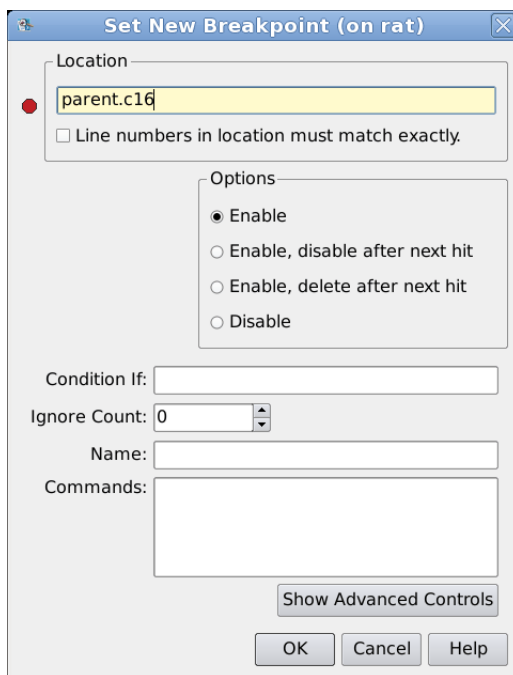 Set New Breakpoint (on rat)
Location
parent.c16
Line numbers in location must match exactly.
Options
Enable
Enable, disable after next hit
Enable, delete after next hit
Disable
Condition If:
Ignore Count: 0
Name:
Commands:
Show Advanced Controls
OK Cancel Help